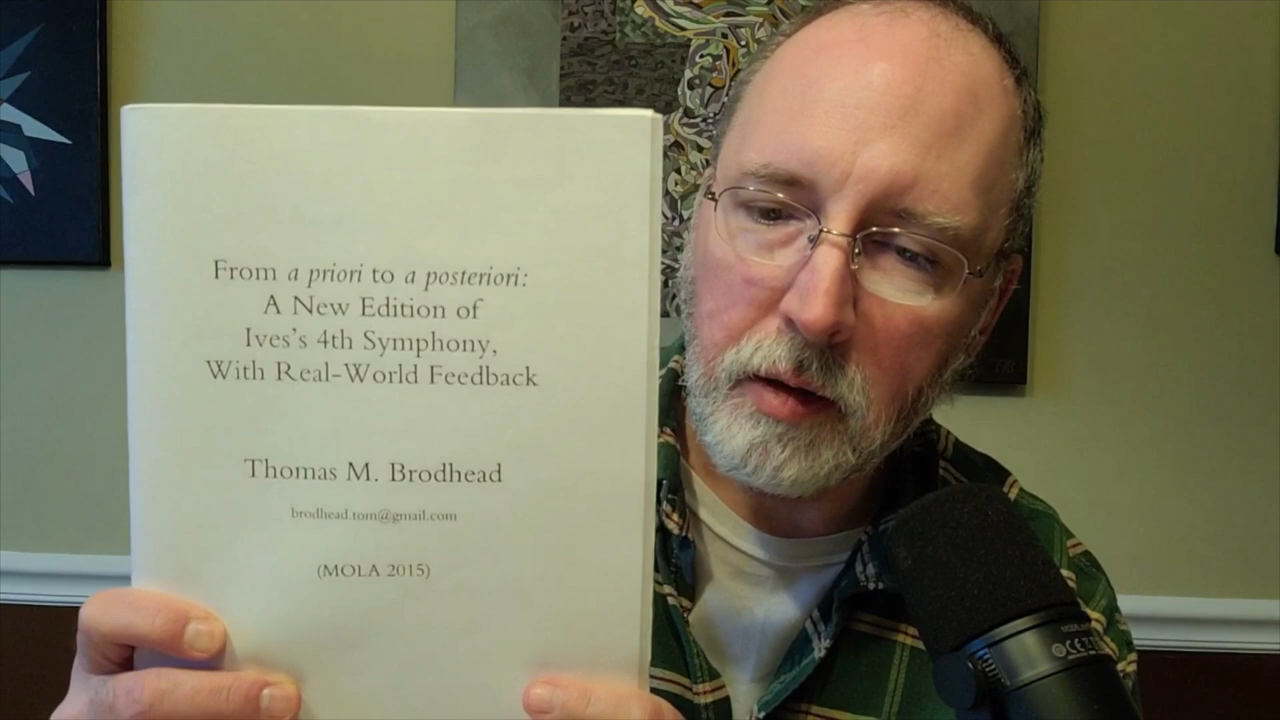 From a priori to a posteriori:
A New Edition of
Ives's 4th Symphony,
With Real-World Feedback
Thomas M. Brodhead
brodhead.tom@gmail.com
(MOLA 2015)
CE